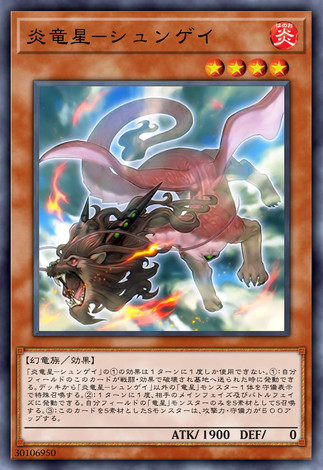 炎竜星－シュンゲイ
ほのお
炎
【幻竜族／効果】
「炎竜星－シュンゲイ」の①の効果は１ターンに１度しか使用できない。①：自分
フィールドのこのカードが戦闘・効果で破壊され墓地へ送られた時に発動でき
る。デッキから「炎竜星－シュンゲイ」以外の「竜星」モンスター１体を守備表示
で特殊召喚する。②：１ターンに１度、相手のメインフェイズ及びバトルフェイ
ズに発動できる。自分フィールドの「竜星」モンスターのみをＳ素材としてＳ召喚
する。③：このカードをＳ素材としたＳモンスターは、攻撃力・守備力が５００ア
ップする。
ATK/ 1900 DEF/ 0
30106950